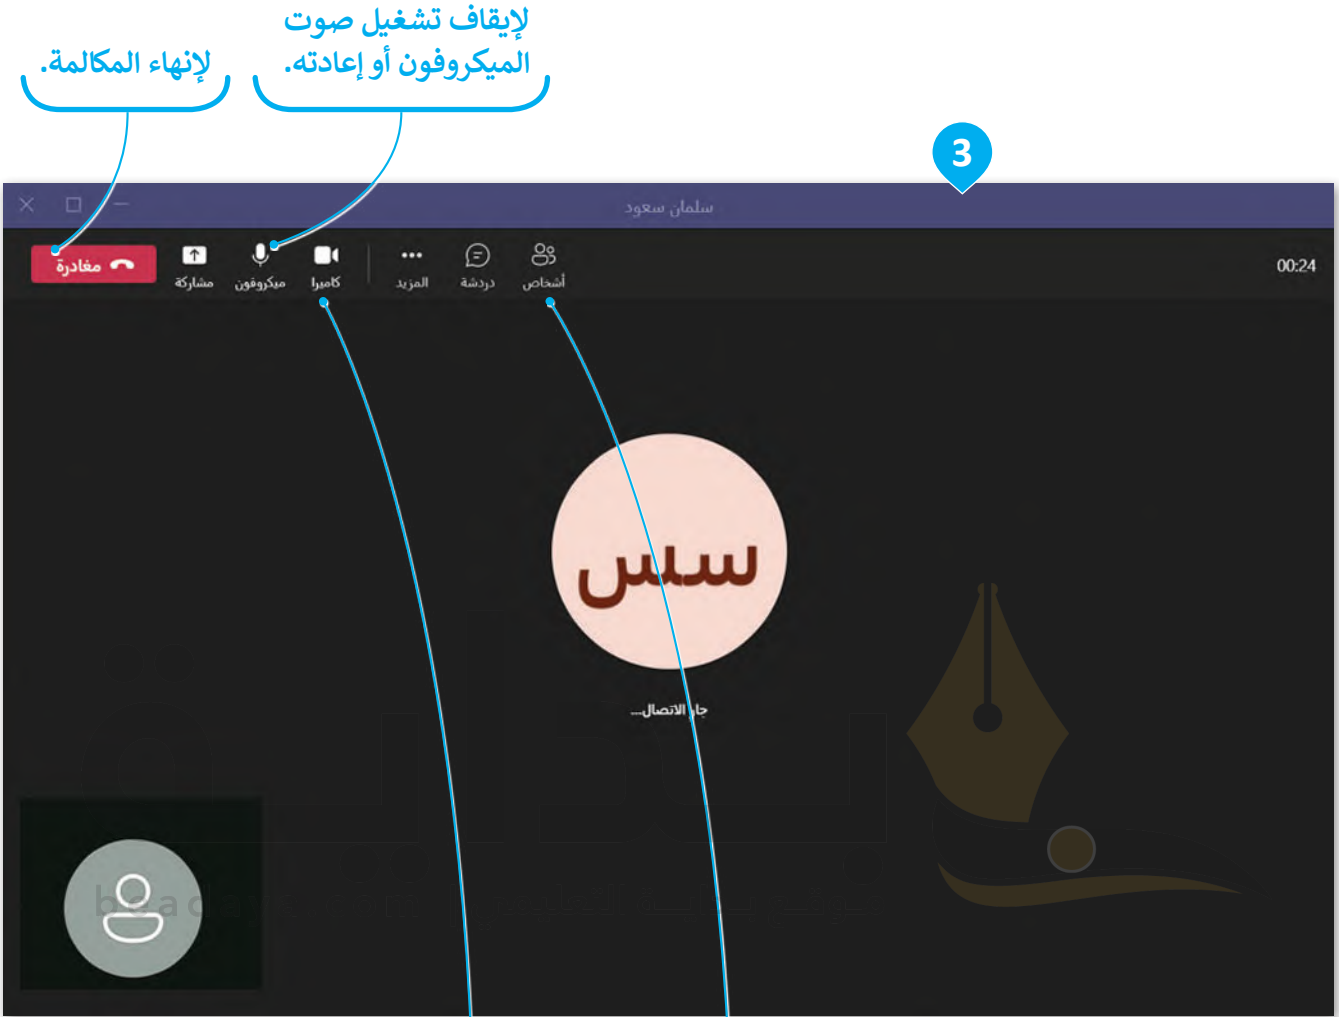 لإيقاف تشغيل صوت
الميكروفون أو إعادته.
لإنهاء المكالمة.
3
سلمان سعود
00:24
أشخاص
دردشة
المزيد
كاميرا
ميكروفون
مشاركة
مغادرة
سس
جارٍ الاتصال...